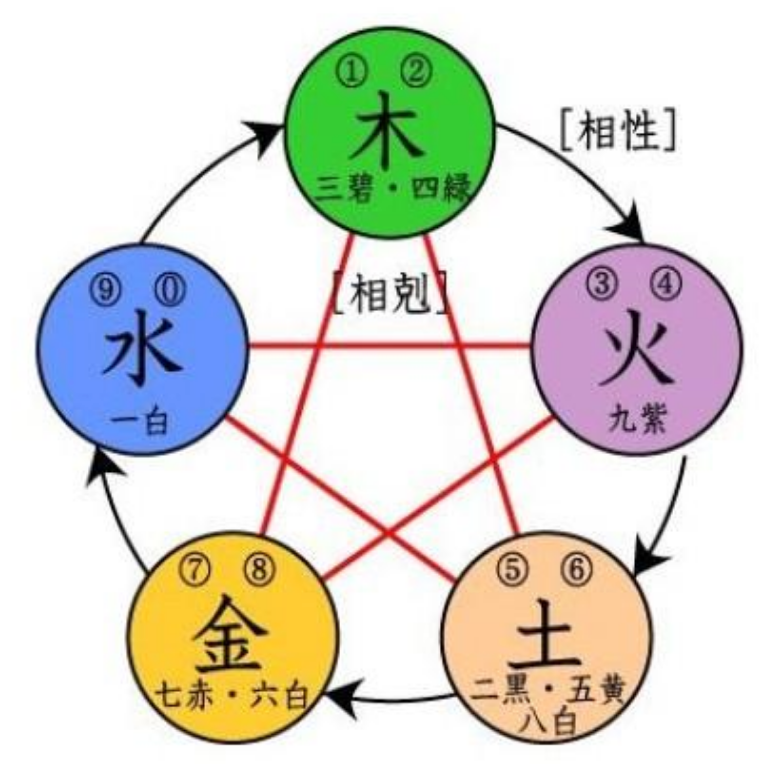 ① ②
木
三碧・四緑
[相性]
[相剋]
⑨ ⓪
水
一白
③ ④
火
九紫
⑦ ⑧
金
七赤・六白
⑤ ⑥
土
二黒・五黄
八白